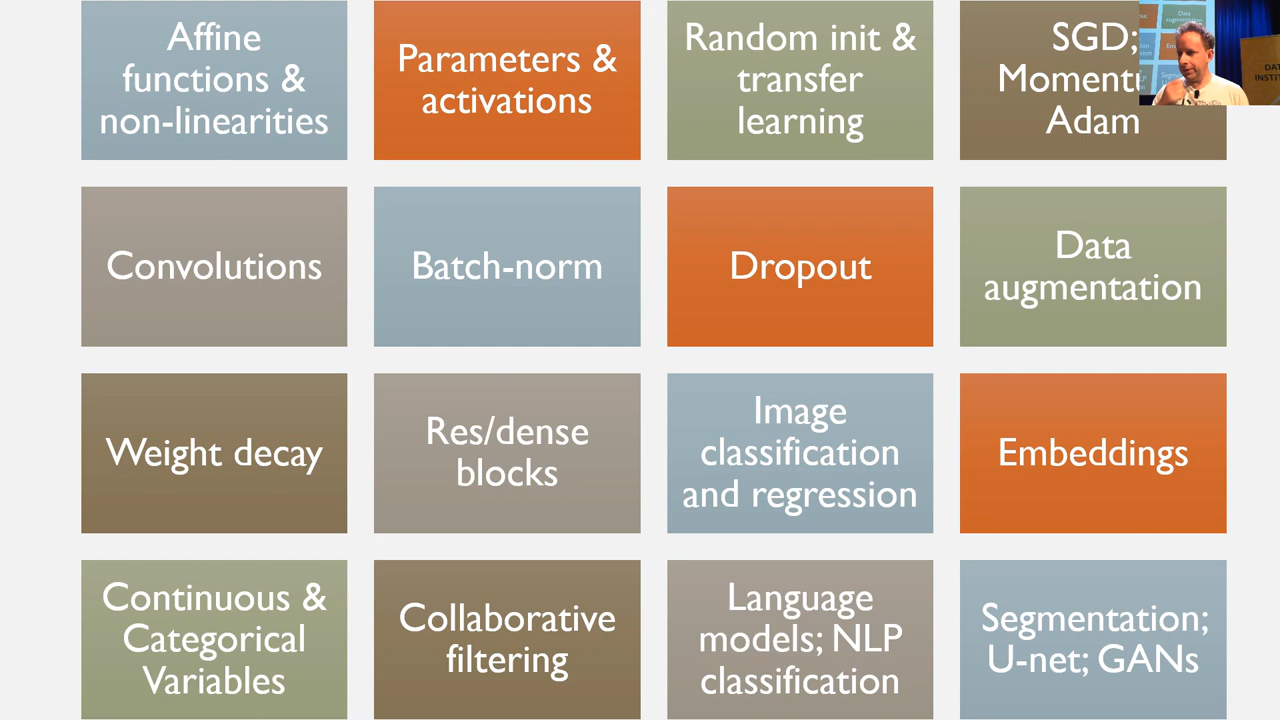 Affine
functions &
non-linearities
Parameters &
activations
Random init &
transfer
learning
SGD;
Adam
Convolutions
Batch-norm
Dropout
Data
augmentation
Weight decay
Res/dense
blocks
Image
classification
and regression
Embeddings
Continuous &
Categorical
Variables
Collaborative
filtering
Language
models; NLP
classification
Segmentation;
U-net; GANs